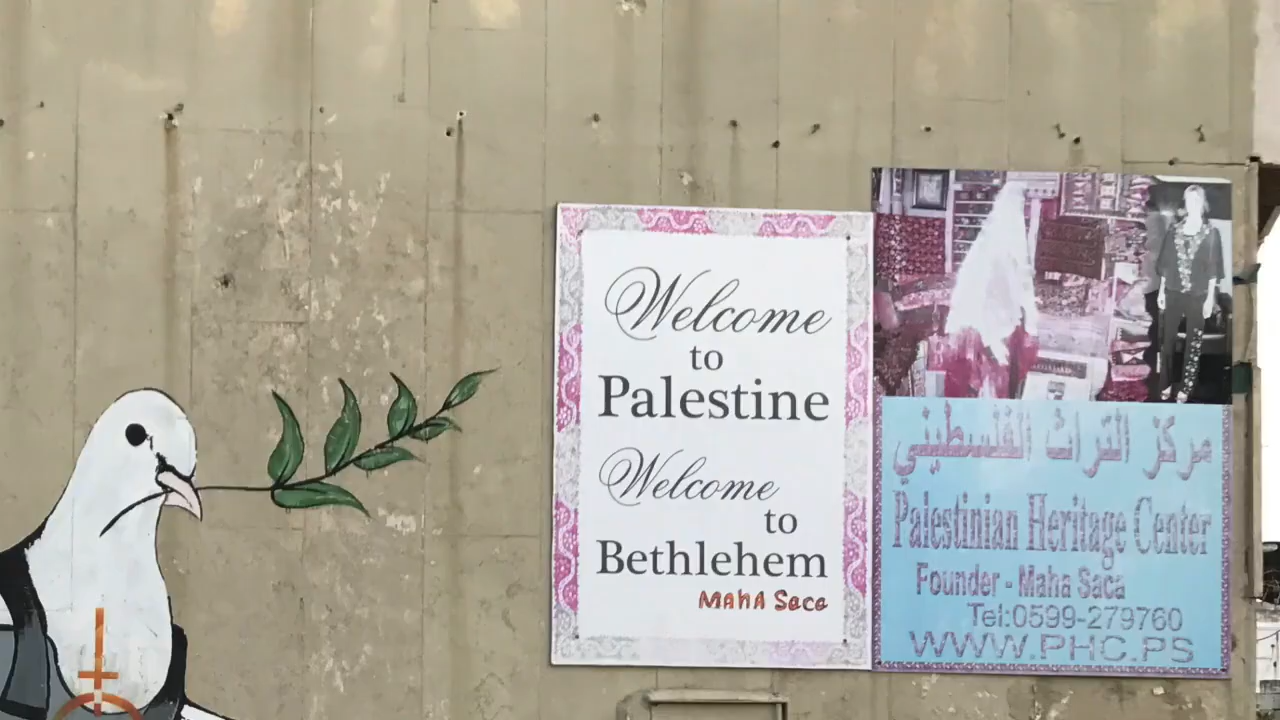 Welcome
to
Palestine
Welcome
to
Bethlehem
MAHA Saca
مركز التراث الفلسطيني
Palestinian Heritage Center
Founder - Maha Saca
Tel:0599-279760
WWW.PHC.PS